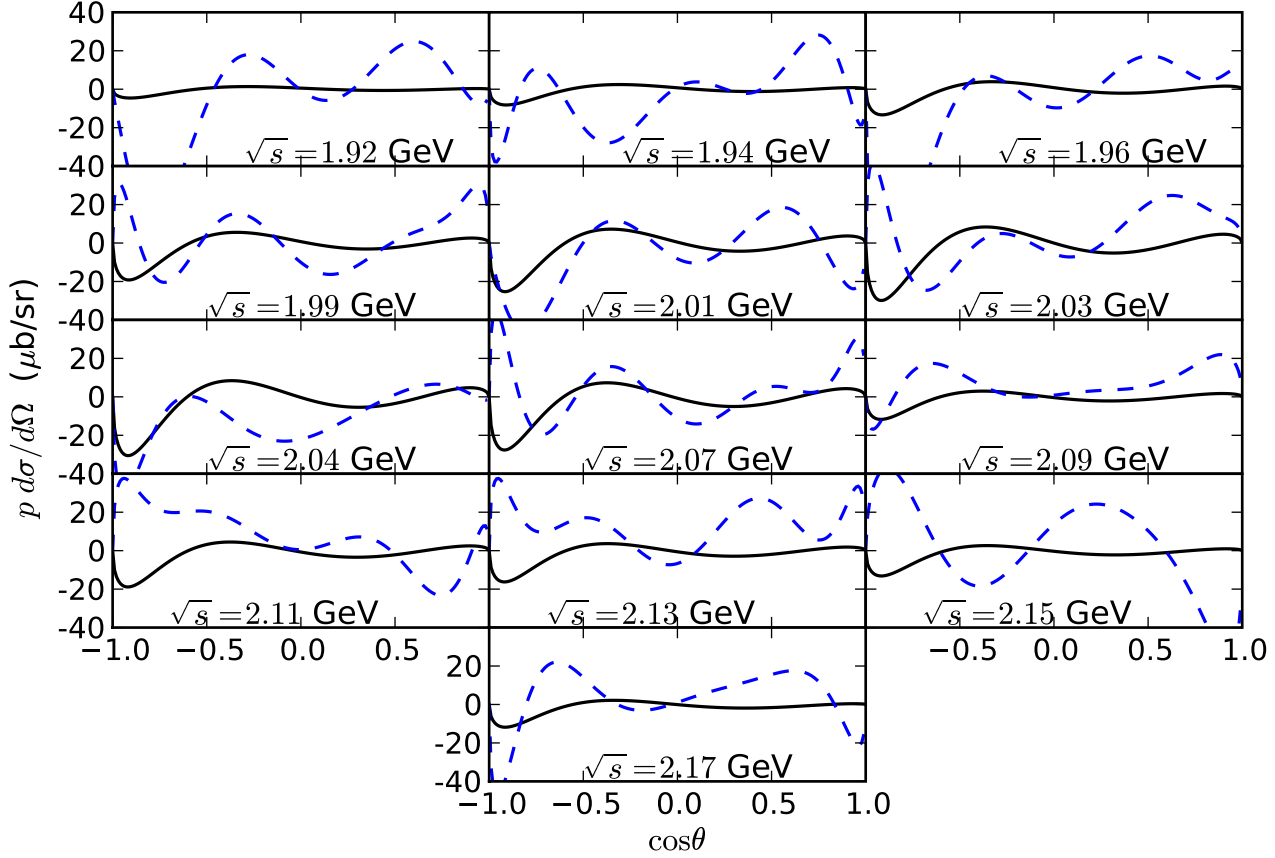 40
20
0
-20
-40
√s = 1.92 GeV
√s = 1.94 GeV
√s = 1.96 GeV
20
0
-20
-40
√s = 1.99 GeV
√s = 2.01 GeV
√s = 2.03 GeV
20
0
-20
-40
√s = 2.04 GeV
√s = 2.07 GeV
√s = 2.09 GeV
20
0
-20
-40
√s = 2.11 GeV
√s = 2.13 GeV
√s = 2.15 GeV
−1.0 −0.5 0.0 0.5
−0.5 0.0 0.5 1.0
20
0
-20
-40
√s = 2.17 GeV
−1.0 −0.5 0.0 0.5 1.0
cosθ
p dσ/dΩ (μb/sr)